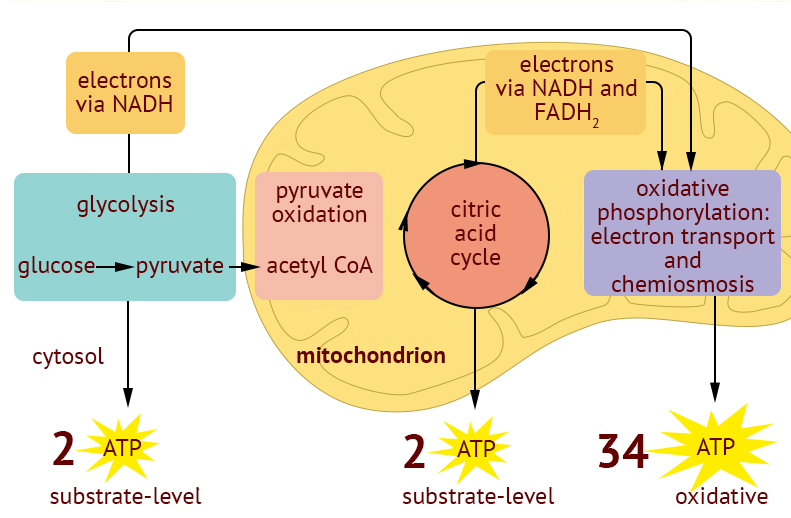 electrons
via NADH
electrons
via NADH and
FADH₂
glycolysis
glucose pyruvate
pyruvate
oxidation
acetyl CoA
citric
acid
cycle
oxidative
phosphorylation:
electron transport
and
chemiosmosis
cytosol
mitochondrion
2 ATP
substrate-level
2 ATP
substrate-level
34 ATP
oxidative